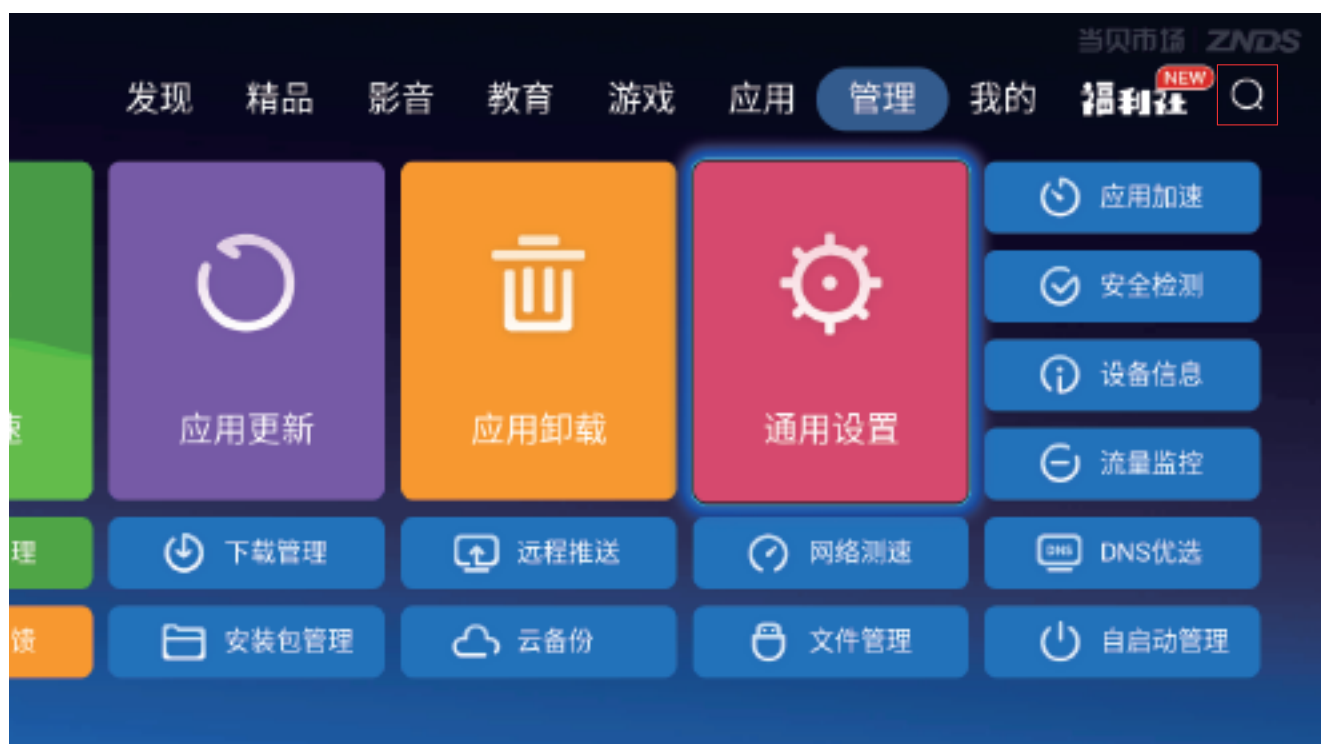 当贝市场 ZNDS
发现 精品 影音 教育 游戏 应用 管理 我的 福利社 NEW
应用加速
安全检测
设备信息
速 应用更新 应用卸载 通用设置
流量监控
理 下载管理 远程推送 网络测速 DNS DNS优选
馈 安装包管理 云备份 文件管理 自启动管理